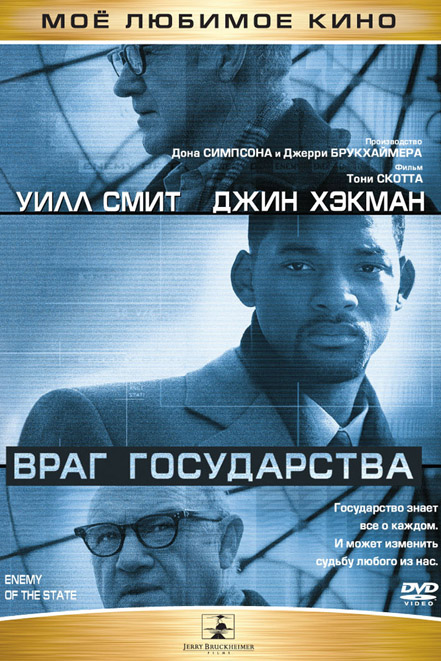 МОЁ ЛЮБИМОЕ КИНО
Производство
Дона СИМПСОНА и Джерри БРУКХАЙМЕРА
Фильм
Тони СКОТТА
УИЛЛ СМИТ ДЖИН ХЭКМАН
ВРАГ ГОСУДАРСТВА
Государство знает
все о каждом.
И может изменить
судьбу любого из нас.
ENEMY
OF THE STATE
DVD
VIDEO
JERRY BRUCKHEIMER
FILMS